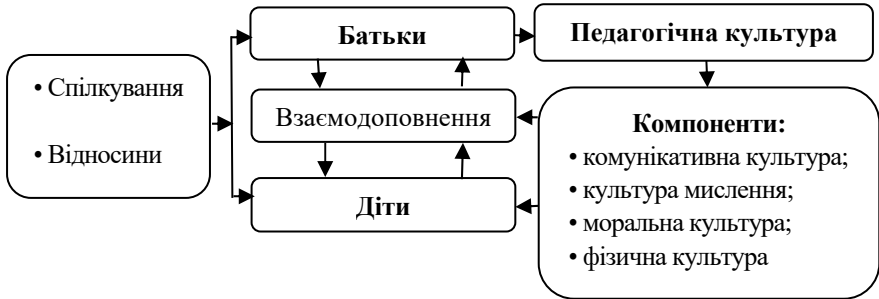 Батьки
Педагогічна культура
• Спілкування
• Відносини
Взаємодоповнення
Діти
Компоненти:
• комунікативна культура;
• культура мислення;
• моральна культура;
• фізична культура